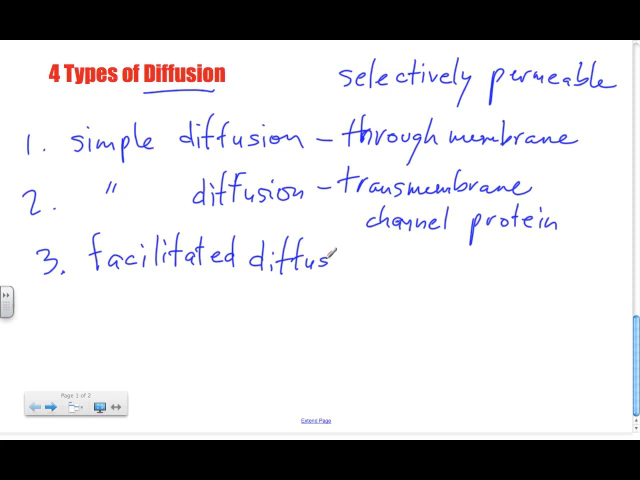 4 Types of Diffusion
selectively permeable
1. simple diffusion – through membrane
2. " diffusion – transmembrane
channel protein
3. facilitated diffus
Page 1 of 2
Extend Page